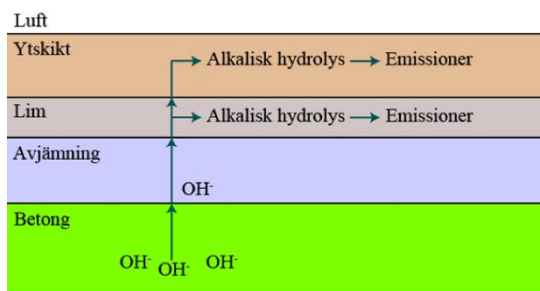 Luft
Ytskikt
Alkalisk hydrolys Emissioner
Lim
Alkalisk hydrolys Emissioner
Avjämning
OH-
Betong
OH- OH- OH-